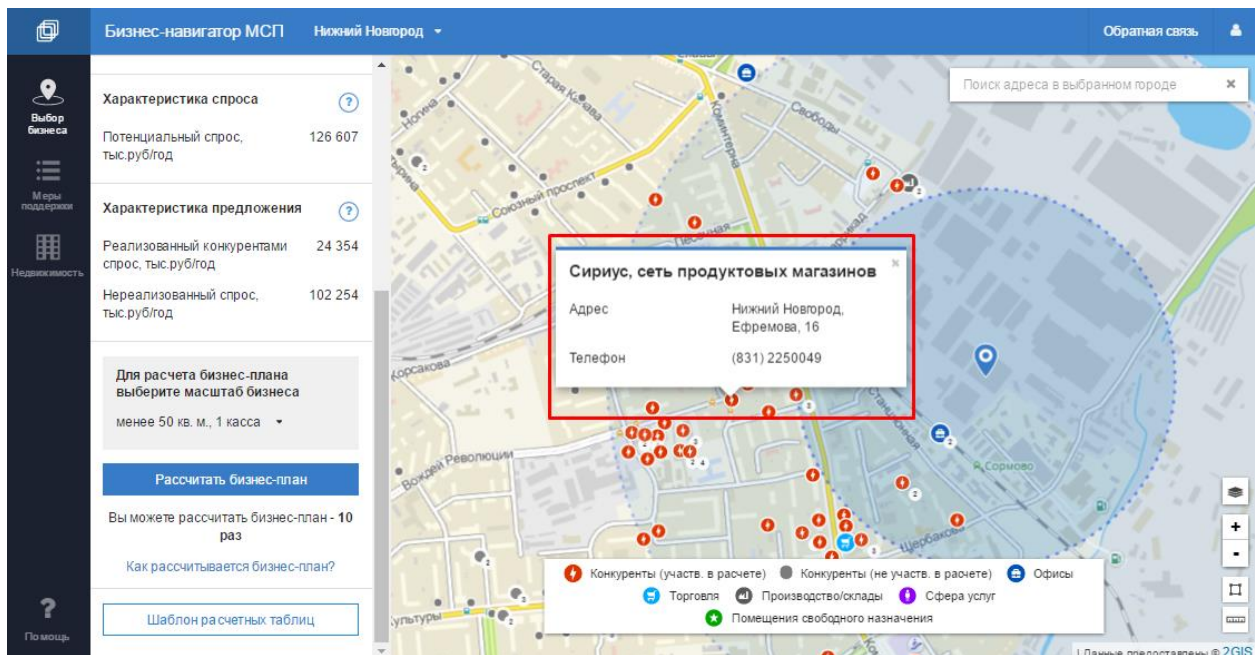 Бизнес-навигатор МСП
Нижний Новгород
Обратная связь
Выбор
бизнеса
Меры
поддержки
Недвижимость
Помощь
Характеристика спроса
?
Потенциальный спрос, 126 607
тыс.руб/год
Характеристика предложения
?
Реализованный конкурентами 24 354
спрос, тыс.руб/год
Нереализованный спрос, 102 254
тыс.руб/год
Для расчета бизнес-плана
выберите масштаб бизнеса
менее 50 кв. м., 1 касса
Рассчитать бизнес-план
Вы можете рассчитать бизнес-план - 10
раз
Как рассчитывается бизнес-план?
Шаблон расчетных таблиц
Поиск адреса в выбранном городе
Союзный проспект
Коминтерна
Свободы
Сириус, сеть продуктовых магазинов
Адрес Нижний Новгород,
Ефремова, 16
Телефон (831) 2250049
Корсакова
Вождей Революции
Станционная
Сормово
Щербакова
Культуры
Конкуренты (участв. в расчете) Конкуренты (не участв. в расчете) Офисы
Торговля Производство/склады Сфера услуг
Помещения свободного назначения
Данные предоставлены © 2GIS